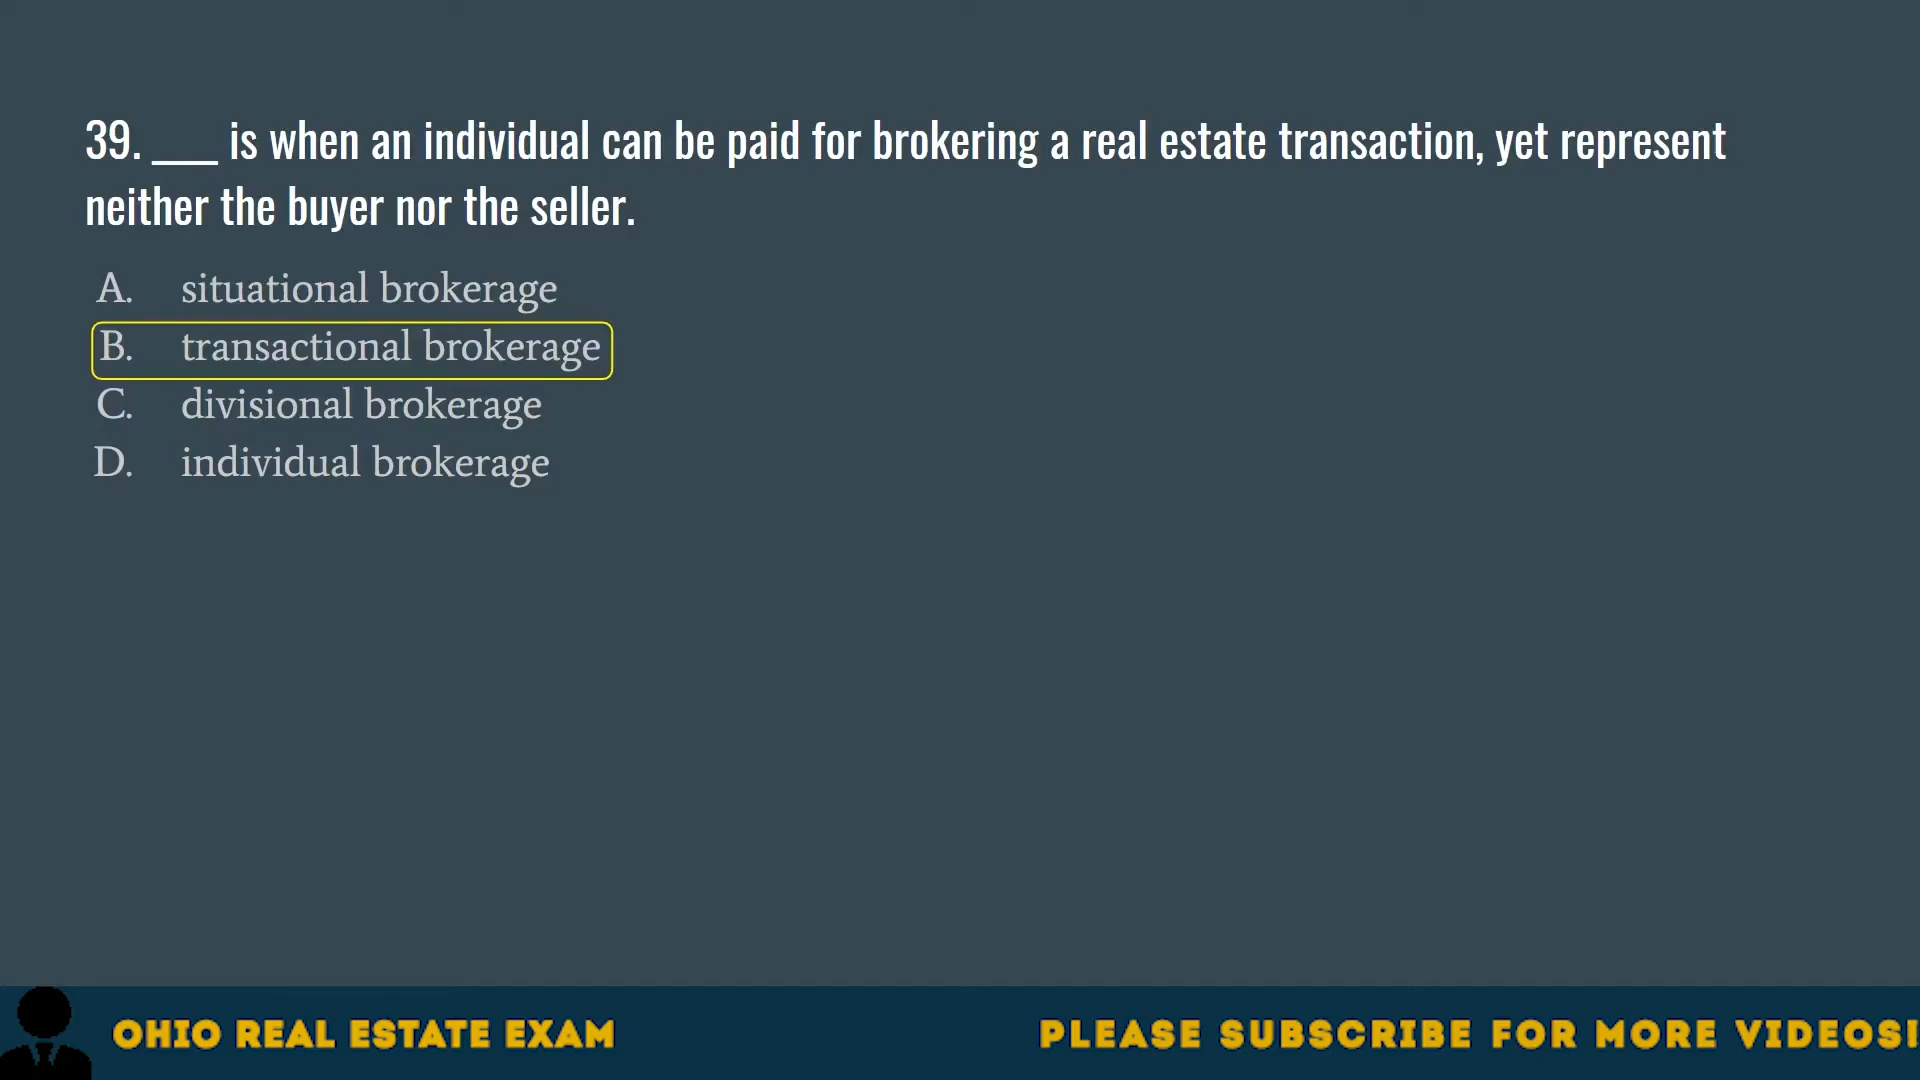 39. ____ is when an individual can be paid for brokering a real estate transaction, yet represent
neither the buyer nor the seller.
A. situational brokerage
B. transactional brokerage
C. divisional brokerage
D. individual brokerage
OHIO REAL ESTATE EXAM
PLEASE SUBSCRIBE FOR MORE VIDEOS!